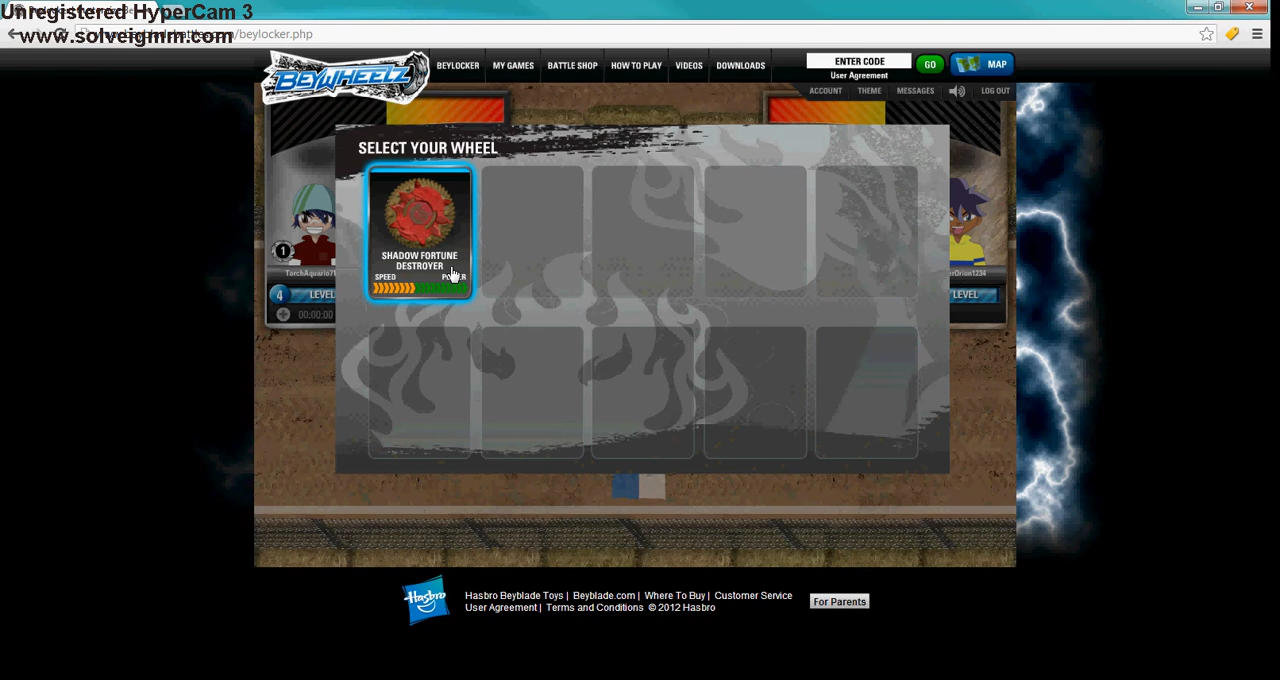 Unregistered HyperCam 3
www.solveigmm.com
battles.com/beylocker.php
BEYWHEELZ
BEYLOCKER
MY GAMES
BATTLE SHOP
HOW TO PLAY
VIDEOS
DOWNLOADS
ENTER CODE
GO
MAP
User Agreement
ACCOUNT
THEME
MESSAGES
LOG OUT
SELECT YOUR WHEEL
SHADOW FORTUNE
DESTROYER
SPEED
1
4
LEVEL
00:00:00
LEVEL
Hasbro
Hasbro Beyblade Toys | Beyblade.com | Where To Buy | Customer Service
User Agreement | Terms and Conditions © 2012 Hasbro
For Parents